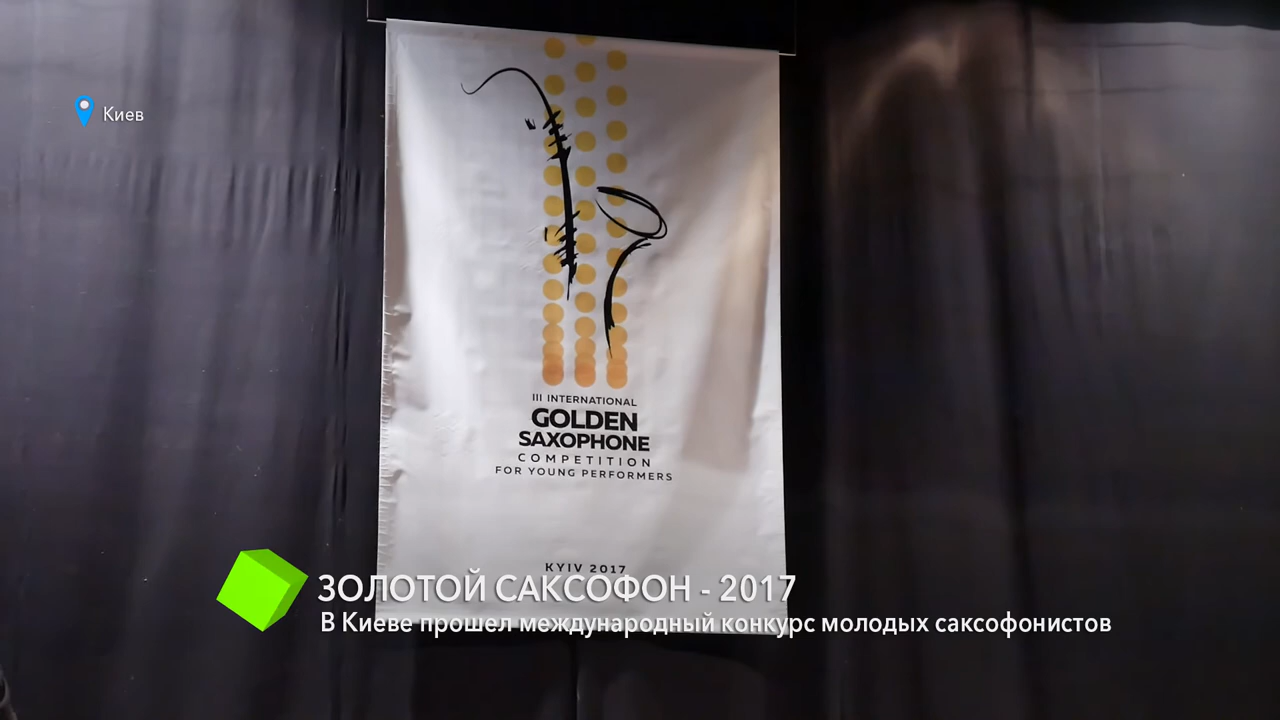 Киев
III INTERNATIONAL
GOLDEN
SAXOPHONE
COMPETITION
FOR YOUNG PERFORMERS
KYIV 2017
ЗОЛОТОЙ САКСОФОН - 2017
В Киеве прошел международный конкурс молодых саксофонистов